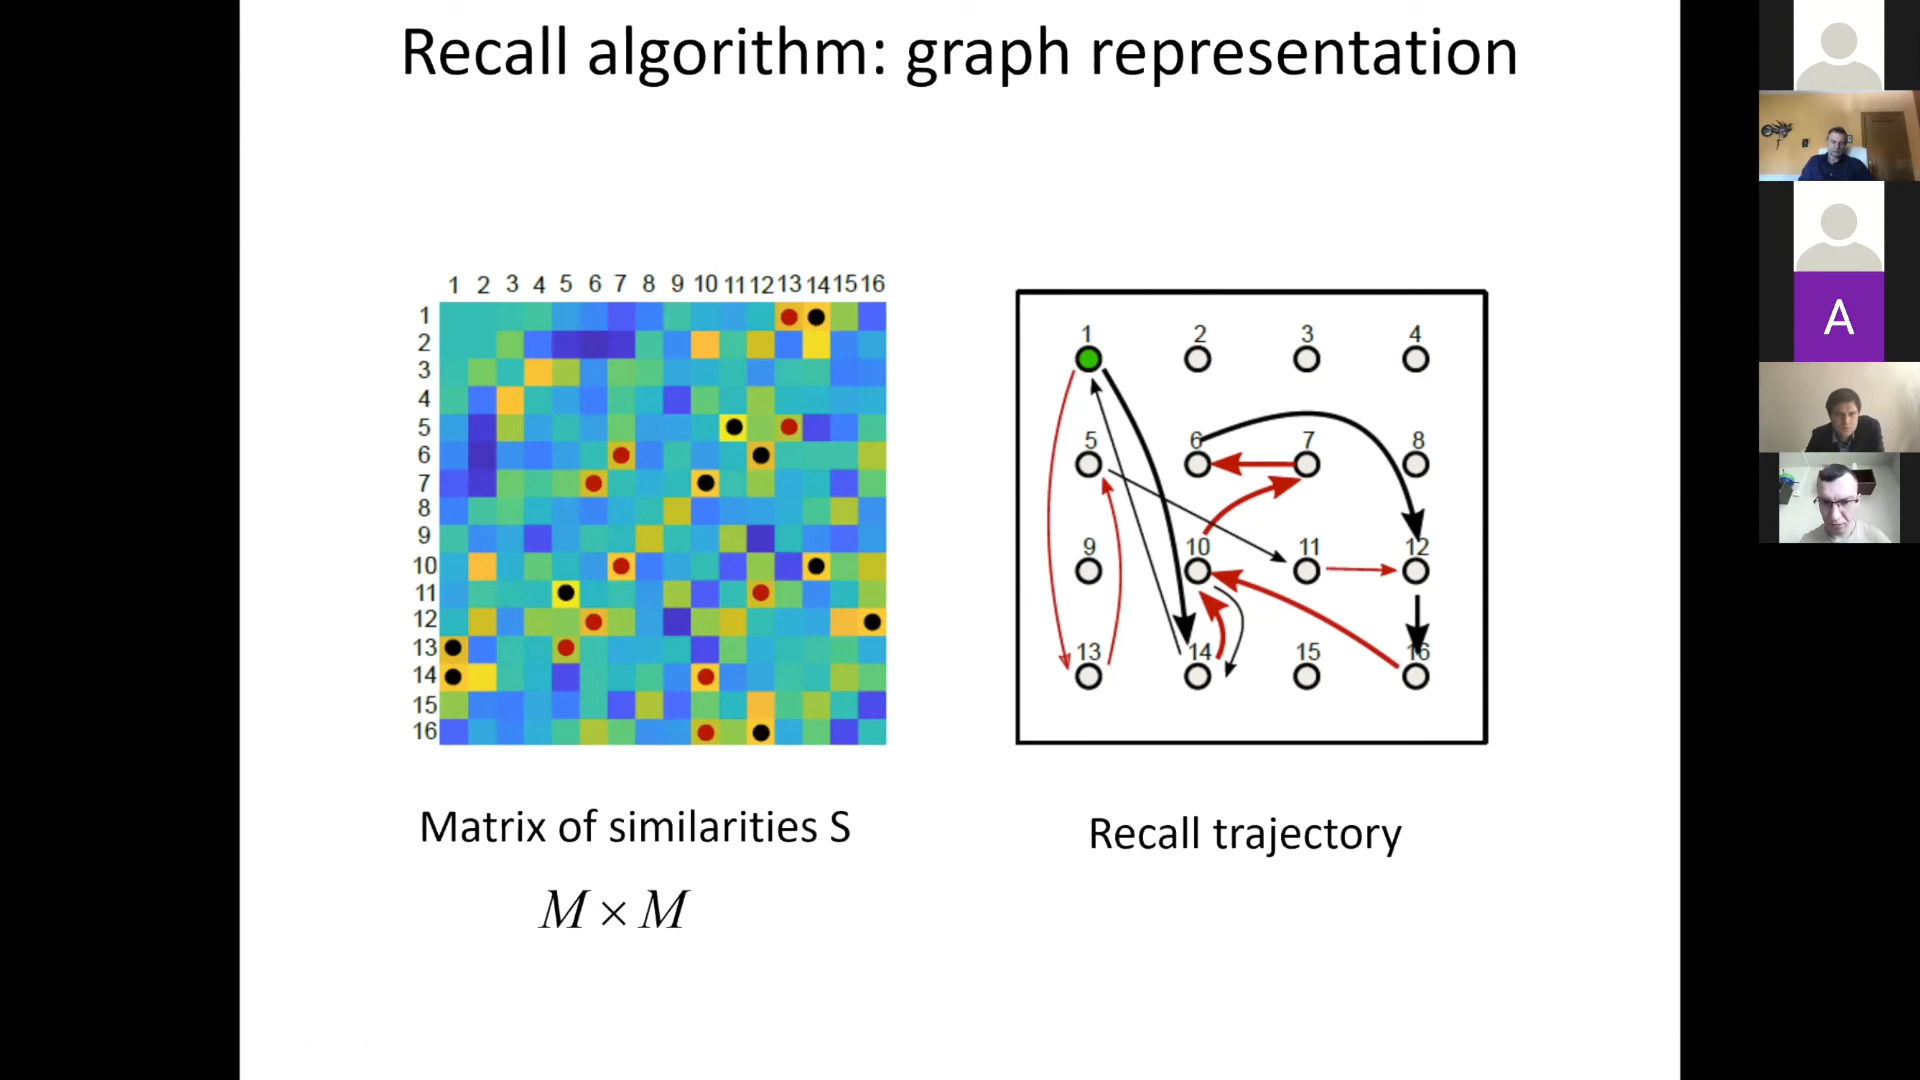 Recall algorithm: graph representation
1 2 3 4 5 6 7 8 9 10 11 12 13 14 15 16
1
2
3
4
5
6
7
8
9
10
11
12
13
14
15
16
1 2 3 4
5 6 7 8
9 10 11 12
13 14 15 16
Matrix of similarities S
M × M
Recall trajectory
A